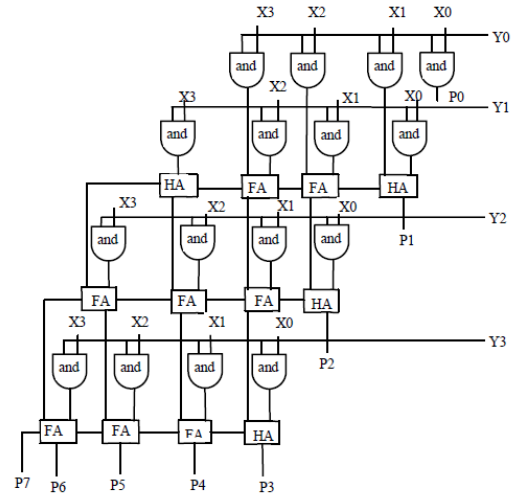 X3 X2 X1 X0
Y0
and and and and
P0
X3 X2 X1 X0 Y1
and and and and
HA FA FA HA
X3 X2 X1 X0 P1
Y2
and and and and
FA FA FA HA
X3 X2 X1 X0 P2 Y3
and and and and
FA FA FA HA
P7 P6 P5 P4 P3